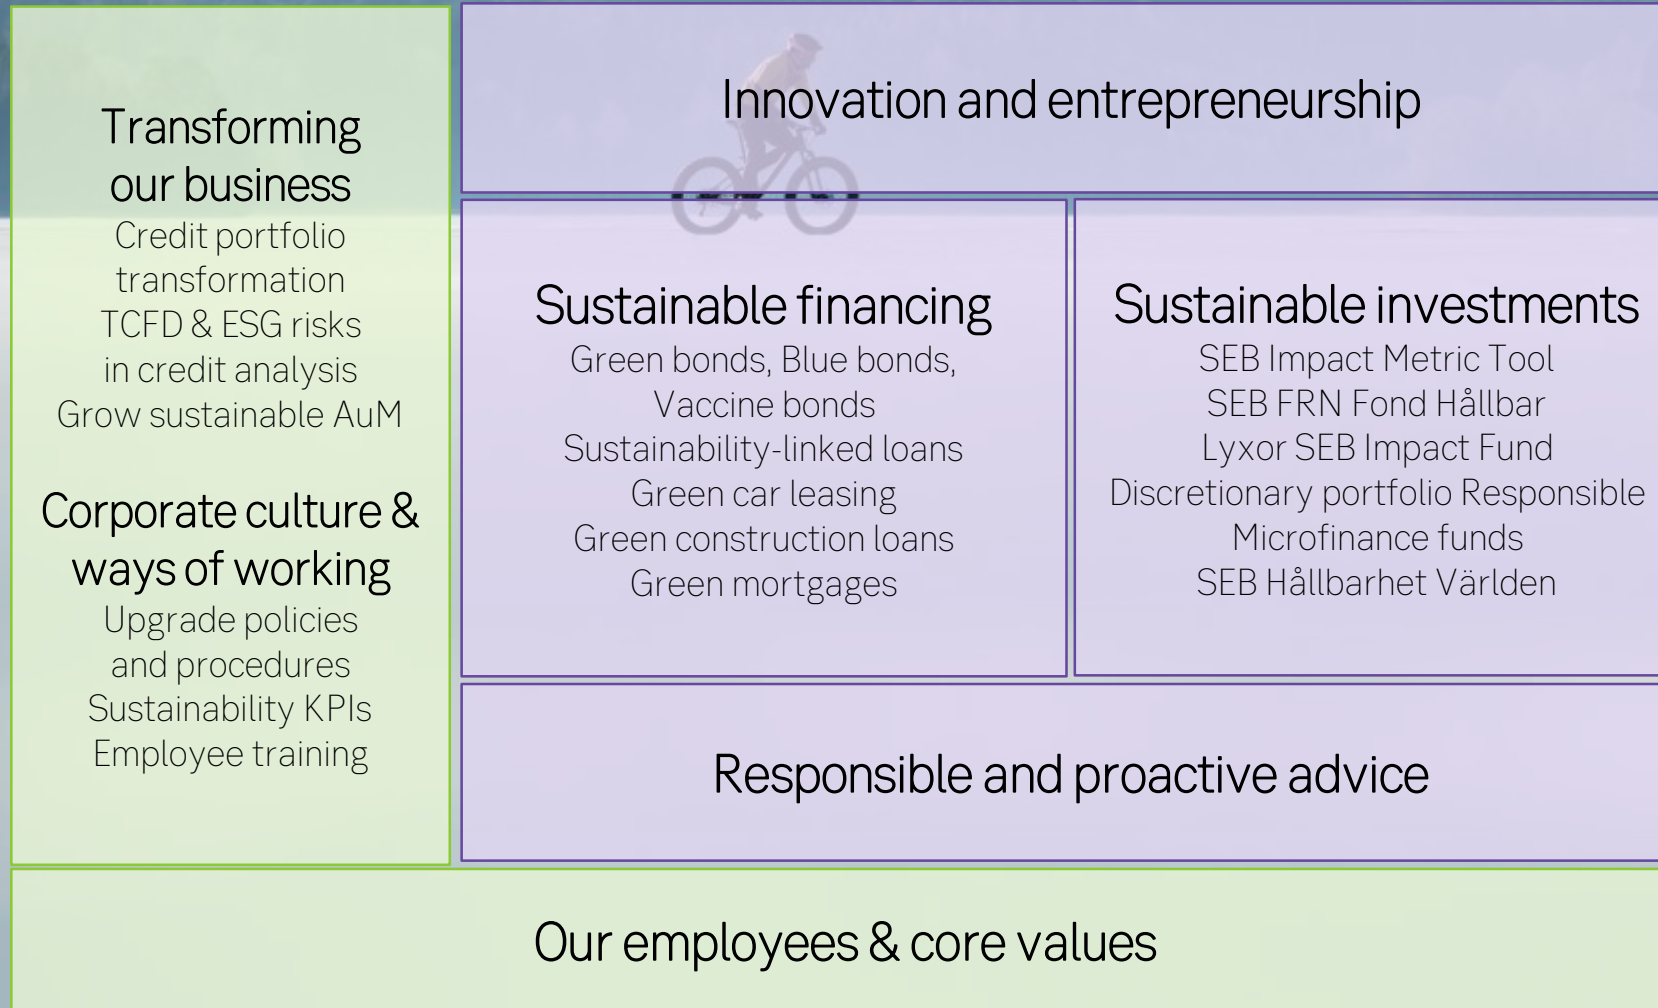 Transforming
our business
Credit portfolio
transformation
TCFD & ESG risks
in credit analysis
Grow sustainable AuM
Corporate culture &
ways of working
Upgrade policies
and procedures
Sustainability KPIs
Employee training
Innovation and entrepreneurship
Sustainable financing
Green bonds, Blue bonds,
Vaccine bonds
Sustainability-linked loans
Green car leasing
Green construction loans
Green mortgages
Sustainable investments
SEB Impact Metric Tool
SEB FRN Fond Hållbar
Lyxor SEB Impact Fund
Discretionary portfolio Responsible
Microfinance funds
SEB Hållbarhet Världen
Responsible and proactive advice
Our employees & core values